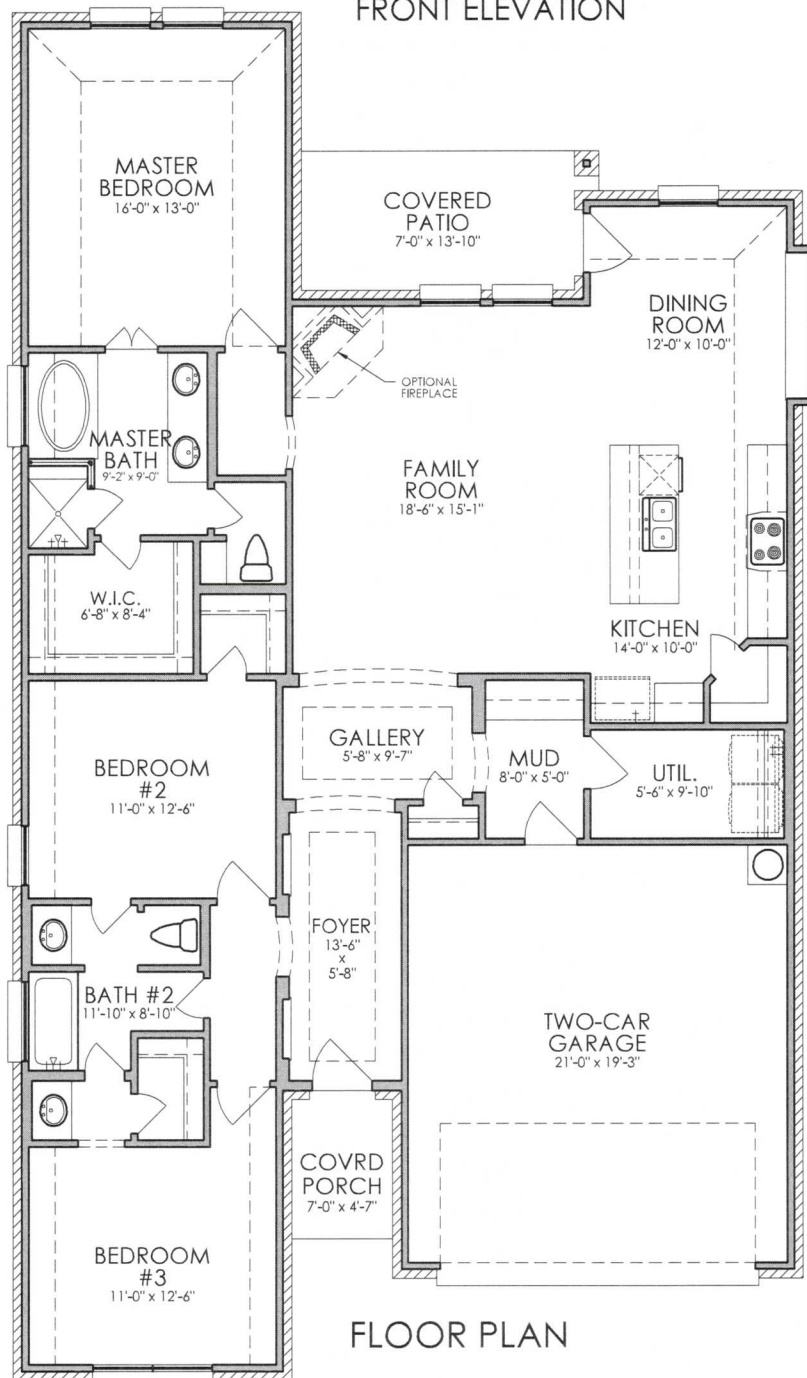 FRONT ELEVATION
MASTER
BEDROOM
16'-0" x 13'-0"
COVERED
PATIO
7'-0" x 13'-10"
DINING
ROOM
12'-0" x 10'-0"
OPTIONAL
FIREPLACE
MASTER
BATH
9'-2" x 9'-0"
FAMILY
ROOM
18'-6" x 15'-1"
W.I.C.
6'-8" x 8'-4"
KITCHEN
14'-0" x 10'-0"
GALLERY
5'-8" x 9'-7"
MUD
8'-0" x 5'-0"
UTIL.
5'-6" x 9'-10"
BEDROOM
#2
11'-0" x 12'-6"
FOYER
13'-6"
x
5'-8"
BATH #2
11'-10" x 8'-10"
TWO-CAR
GARAGE
21'-0" x 19'-3"
COVRD
PORCH
7'-0" x 4'-7"
BEDROOM
#3
11'-0" x 12'-6"
FLOOR PLAN